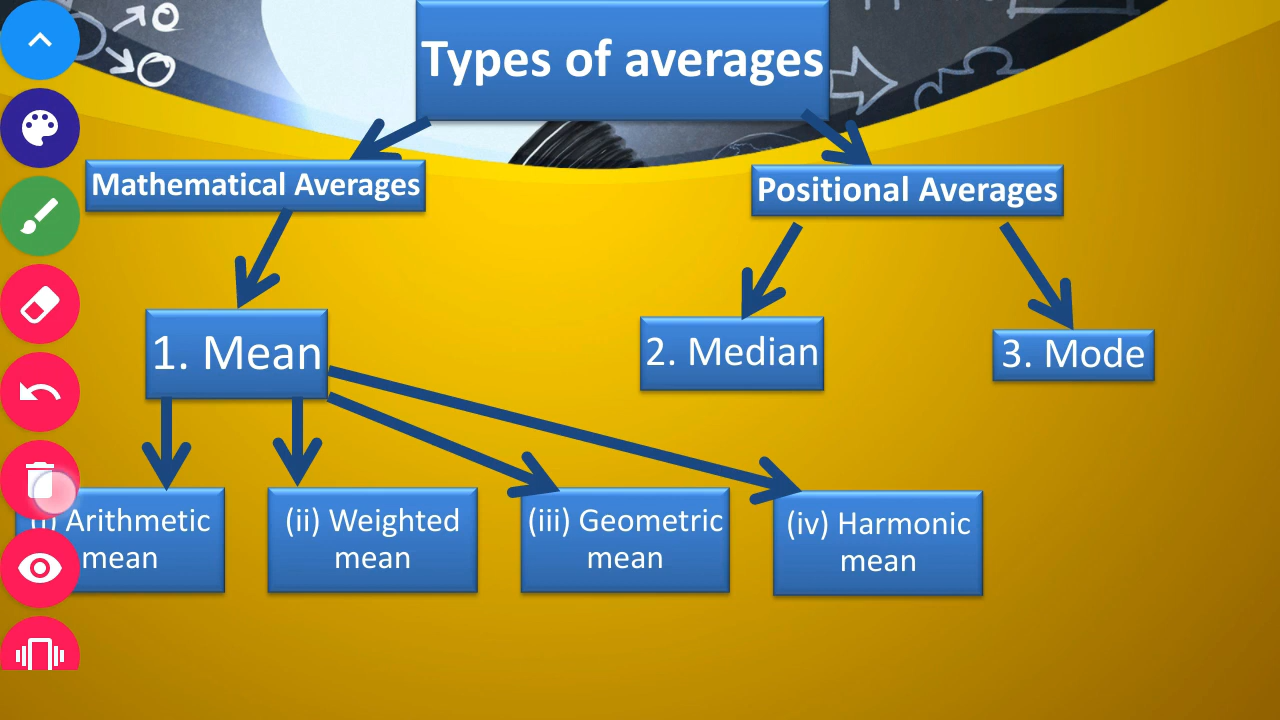 Types of averages
Mathematical Averages
Positional Averages
1. Mean
2. Median
3. Mode
(i) Arithmetic
mean
(ii) Weighted
mean
(iii) Geometric
mean
(iv) Harmonic
mean